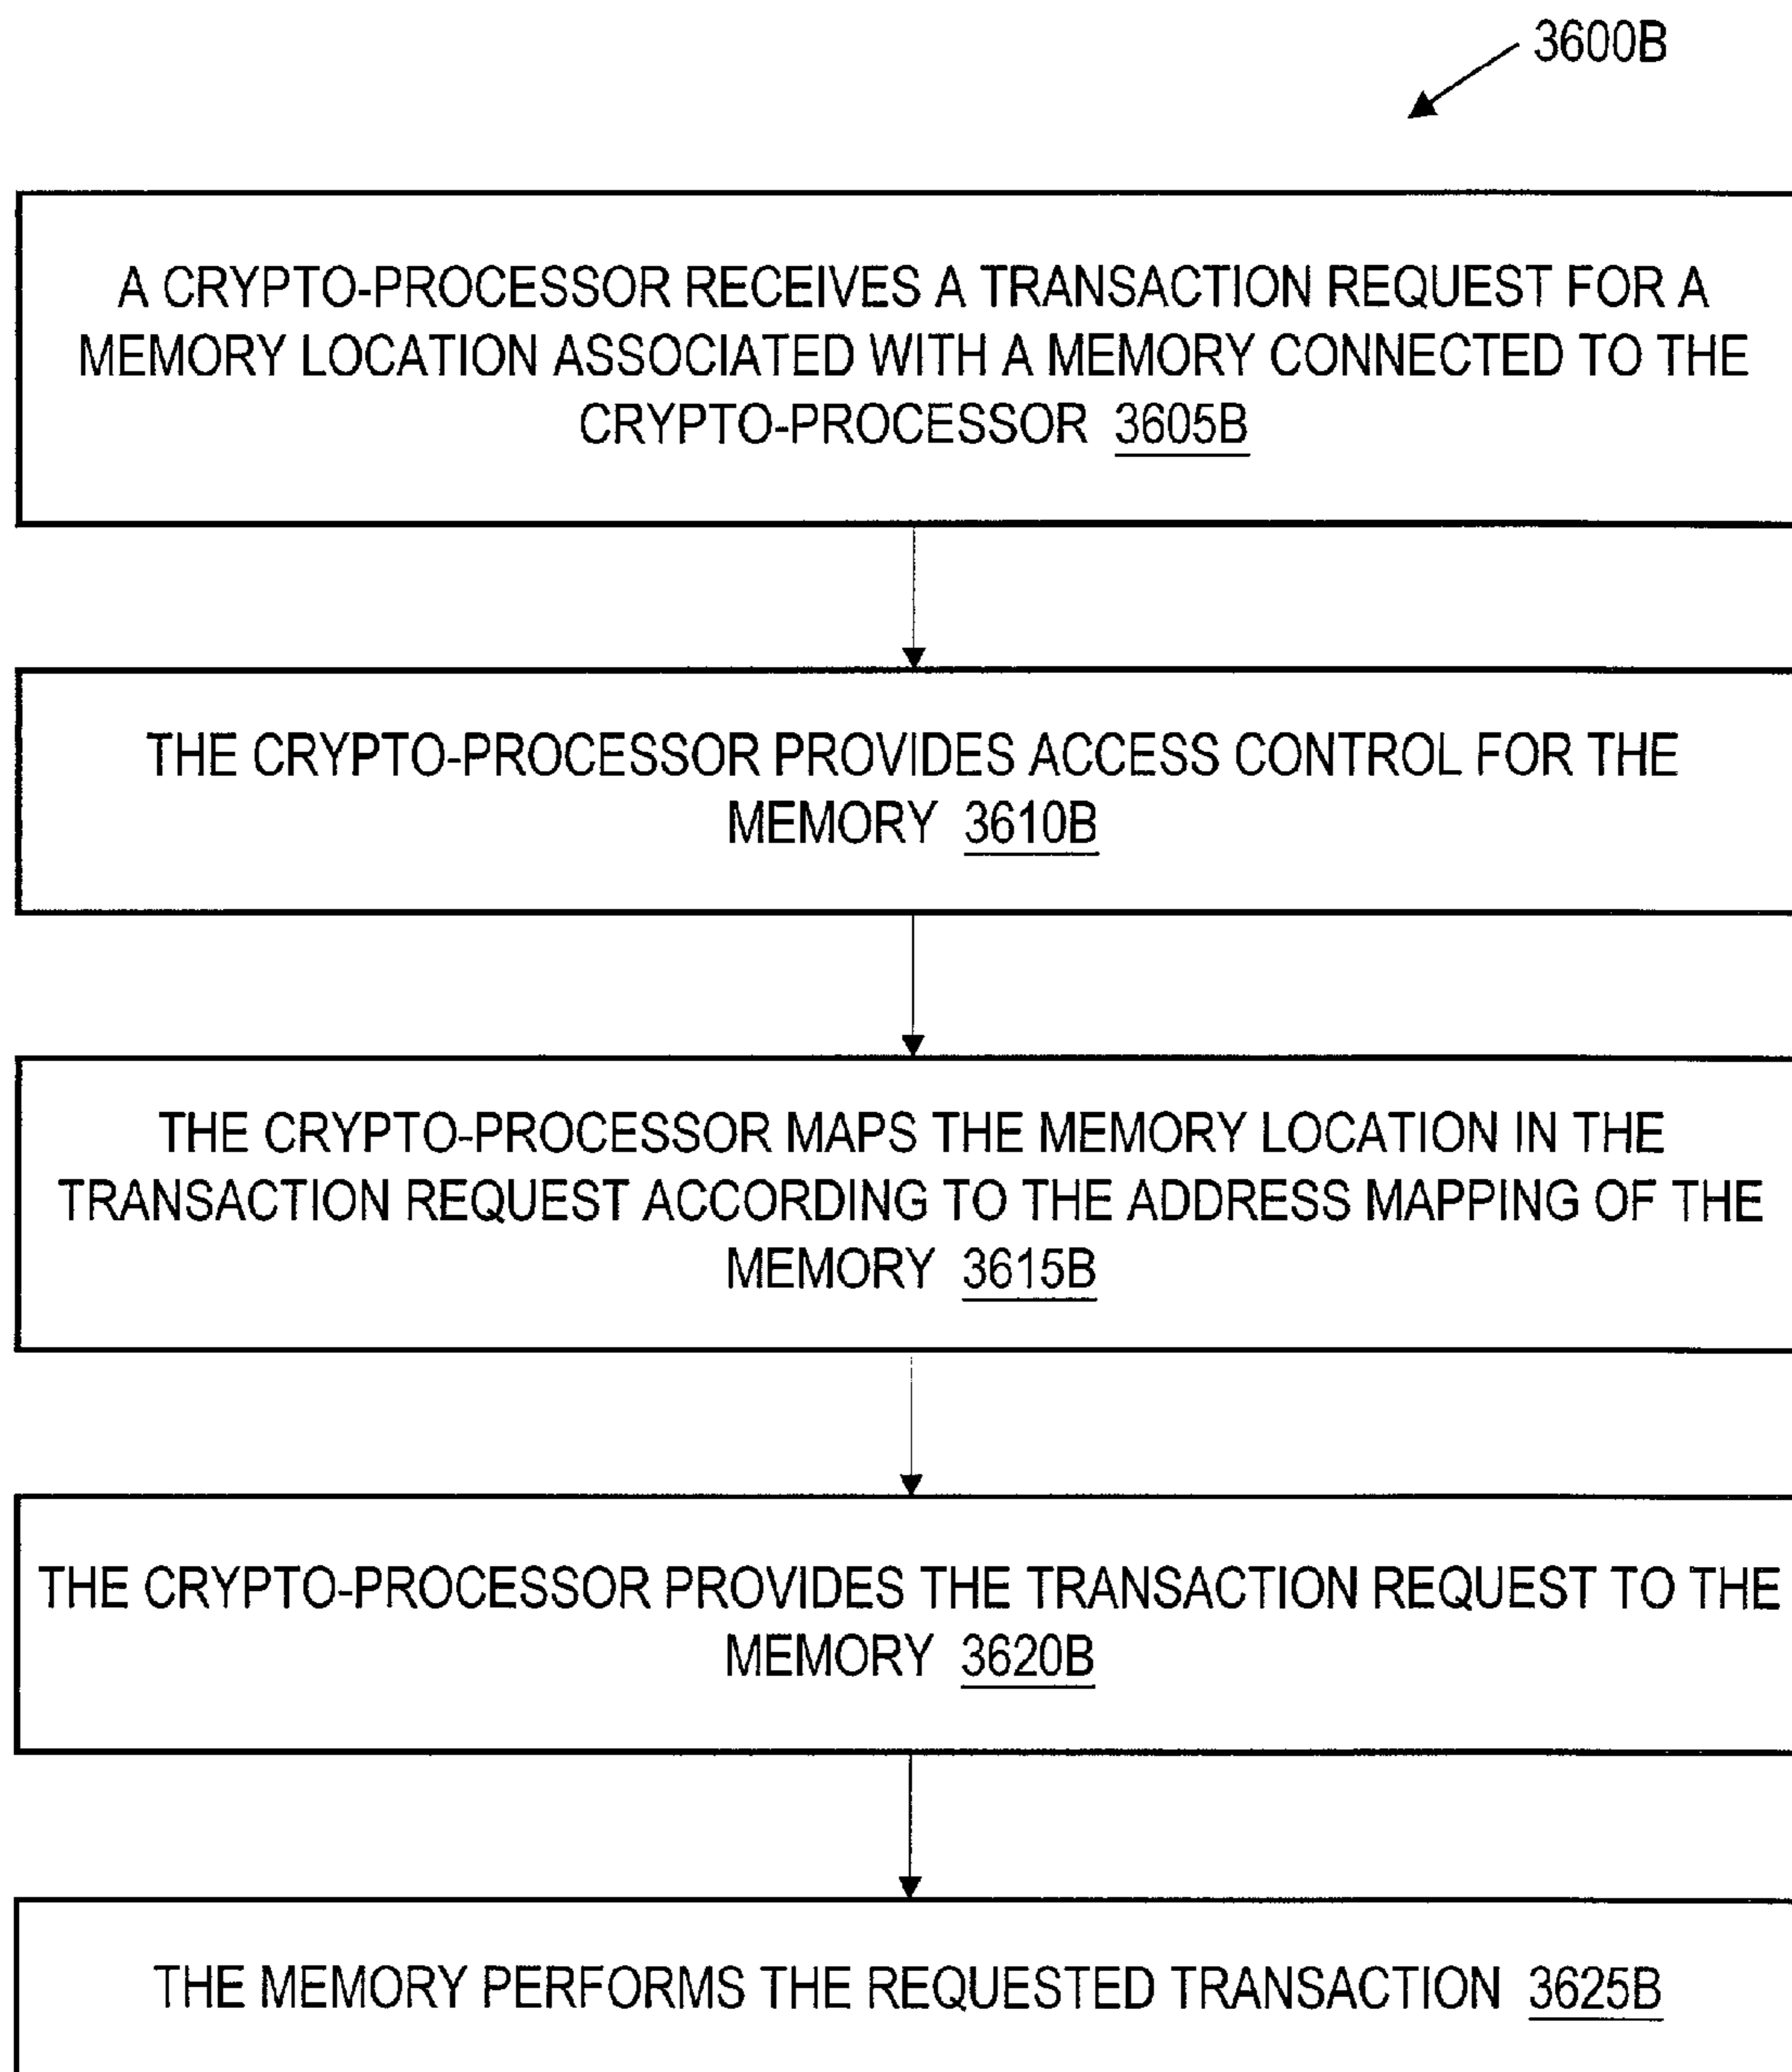 3600B
A CRYPTO-PROCESSOR RECEIVES A TRANSACTION REQUEST FOR A
MEMORY LOCATION ASSOCIATED WITH A MEMORY CONNECTED TO THE
CRYPTO-PROCESSOR 3605B
THE CRYPTO-PROCESSOR PROVIDES ACCESS CONTROL FOR THE
MEMORY 3610B
THE CRYPTO-PROCESSOR MAPS THE MEMORY LOCATION IN THE
TRANSACTION REQUEST ACCORDING TO THE ADDRESS MAPPING OF THE
MEMORY 3615B
THE CRYPTO-PROCESSOR PROVIDES THE TRANSACTION REQUEST TO THE
MEMORY 3620B
THE MEMORY PERFORMS THE REQUESTED TRANSACTION 3625B